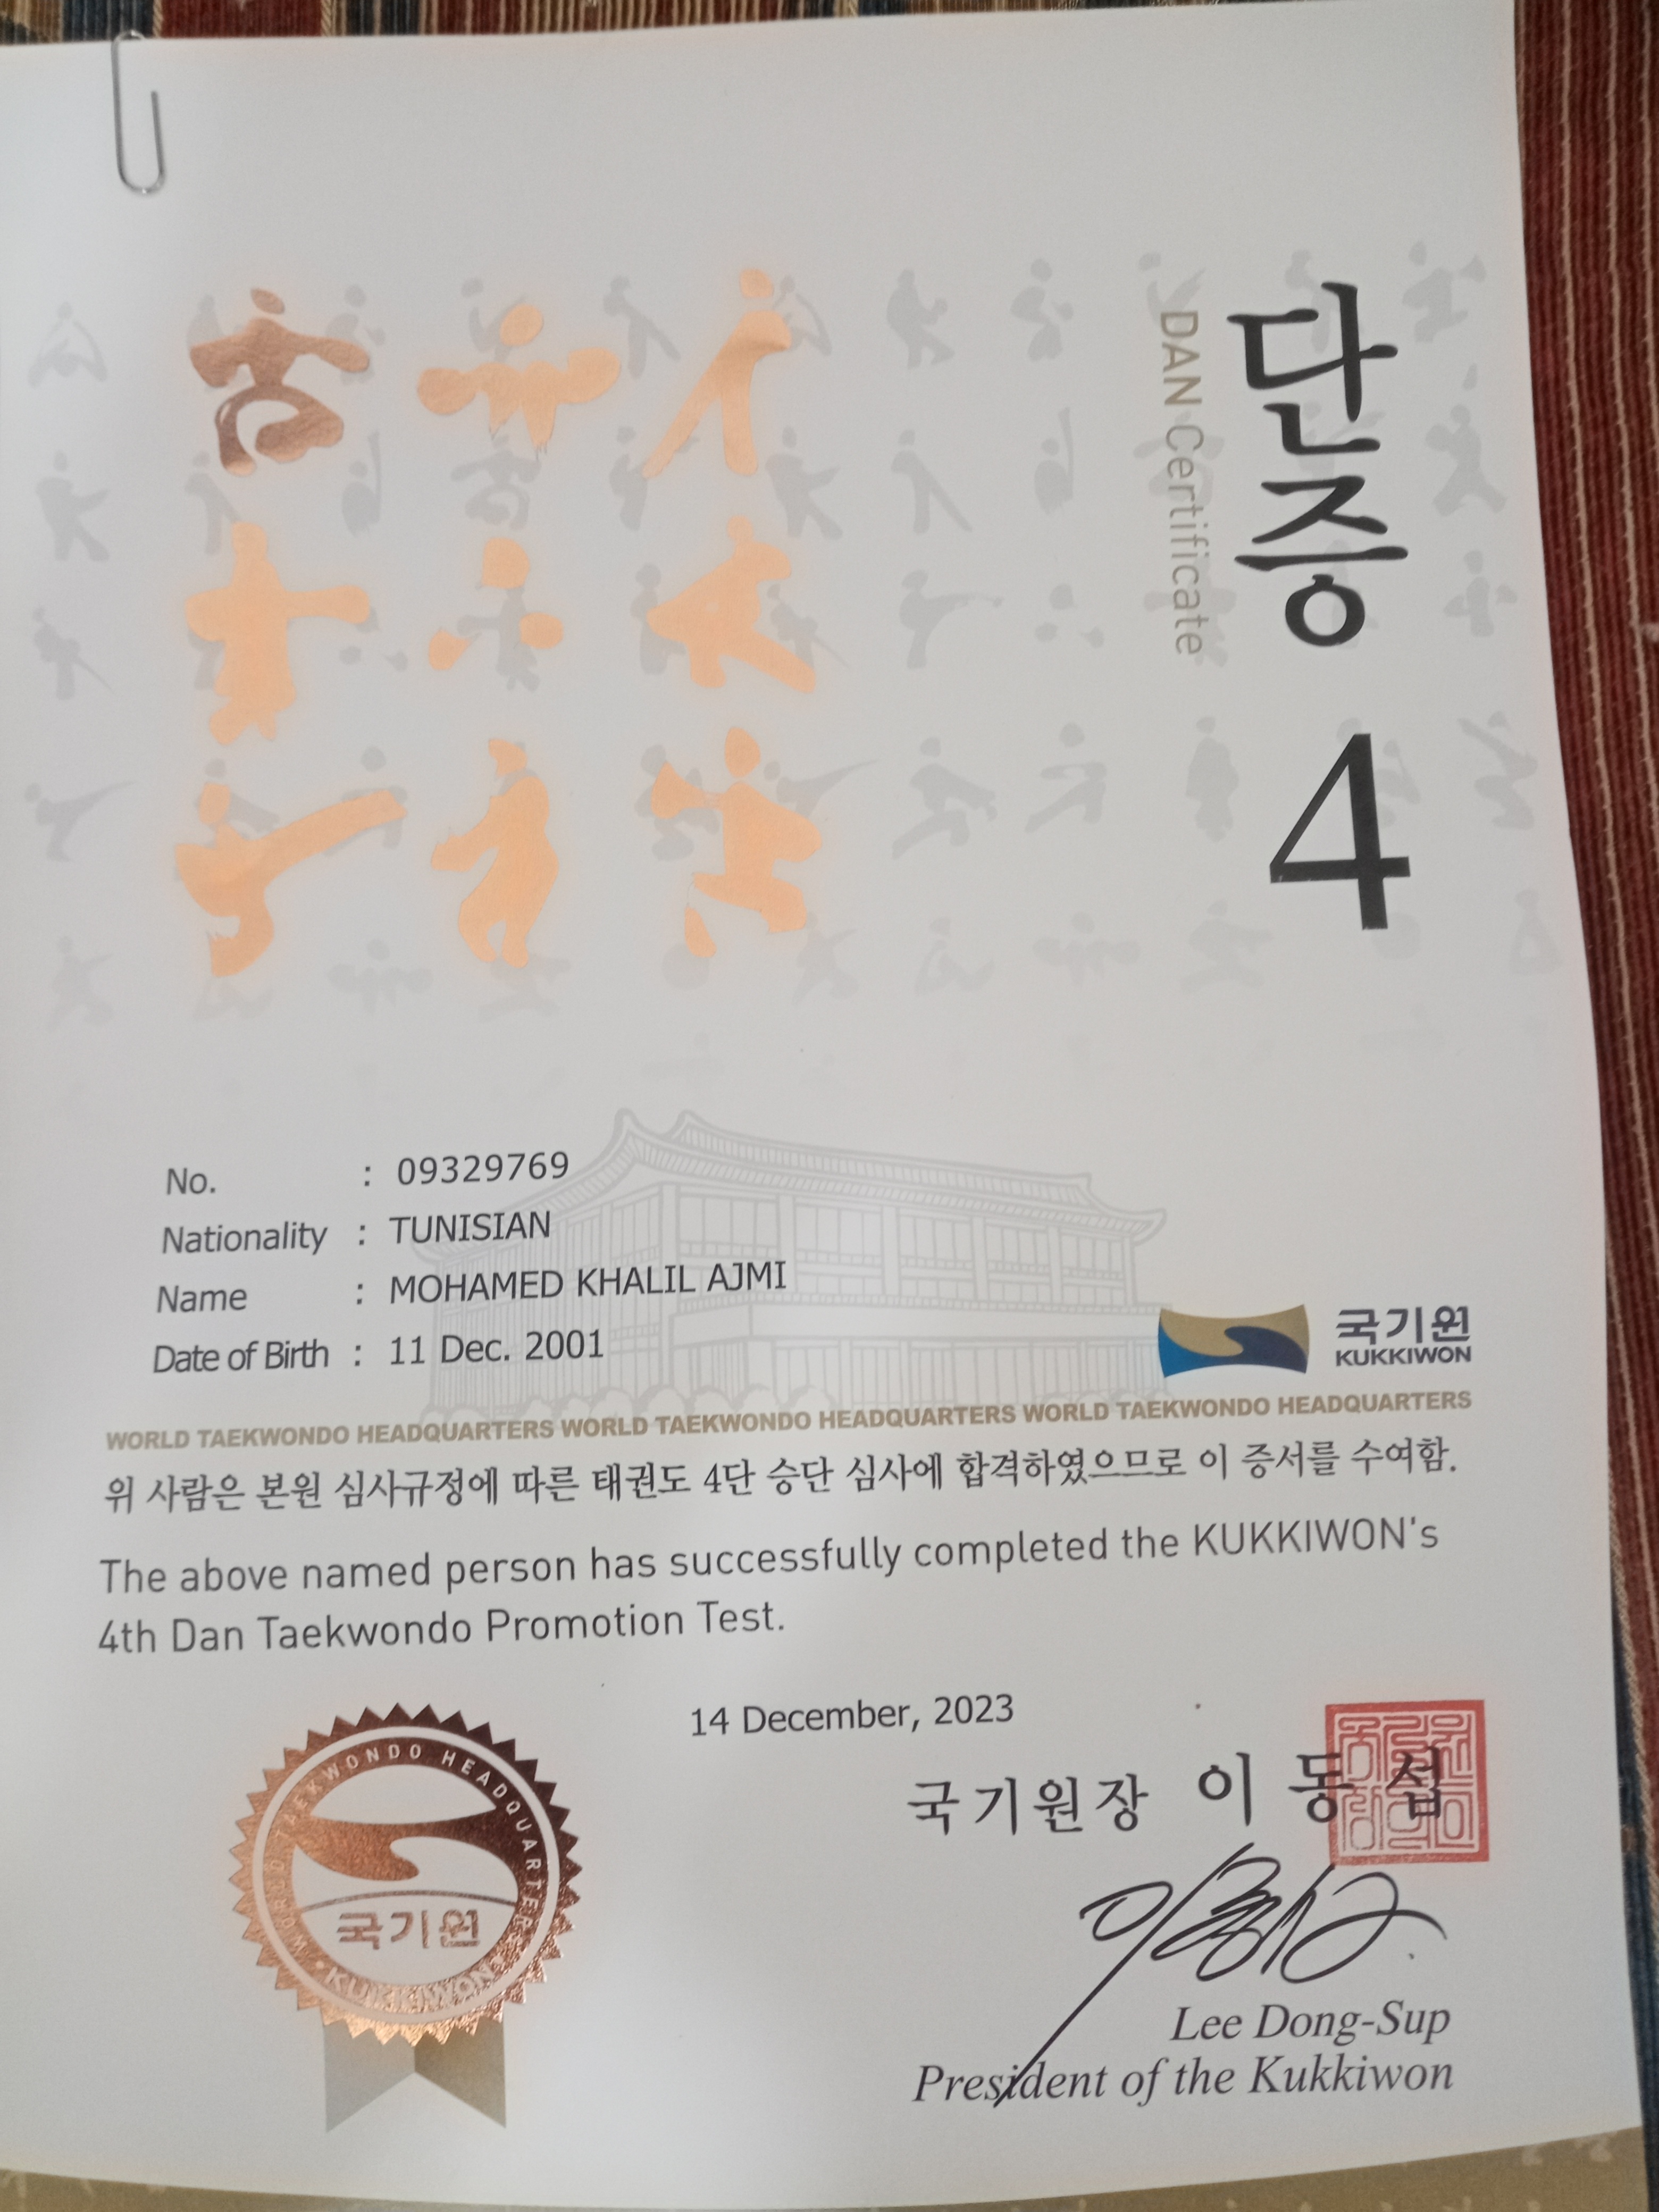 단증 4
DAN Certificate
No. : 09329769
Nationality : TUNISIAN
Name : MOHAMED KHALIL AJMI
Date of Birth : 11 Dec. 2001
국기원
KUKKIWON
WORLD TAEKWONDO HEADQUARTERS WORLD TAEKWONDO HEADQUARTERS WORLD TAEKWONDO HEADQUARTERS
위 사람은 본원 심사규정에 따른 태권도 4단 승단 심사에 합격하였으므로 이 증서를 수여함.
The above named person has successfully completed the KUKKIWON's
4th Dan Taekwondo Promotion Test.
14 December, 2023
국기원장 이 동 섭
Lee Dong-Sup
President of the Kukkiwon
WORLD TAEKWONDO HEADQUARTERS
국기원
KUKKIWON